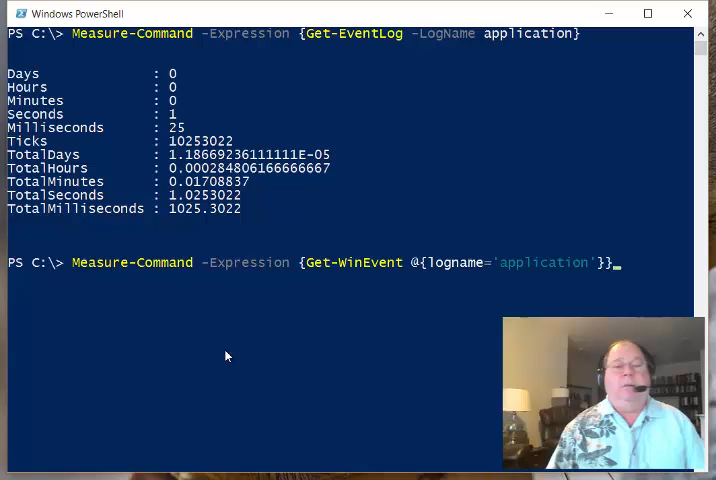 Windows PowerShell
PS C:\> Measure-Command -Expression {Get-EventLog -LogName application}
Days : 0
Hours : 0
Minutes : 0
Seconds : 1
Milliseconds : 25
Ticks : 10253022
TotalDays : 1.18669236111111E-05
TotalHours : 0.000284806166666667
TotalMinutes : 0.01708837
TotalSeconds : 1.0253022
TotalMilliseconds : 1025.3022
PS C:\> Measure-Command -Expression {Get-WinEvent @{logname='application'}}